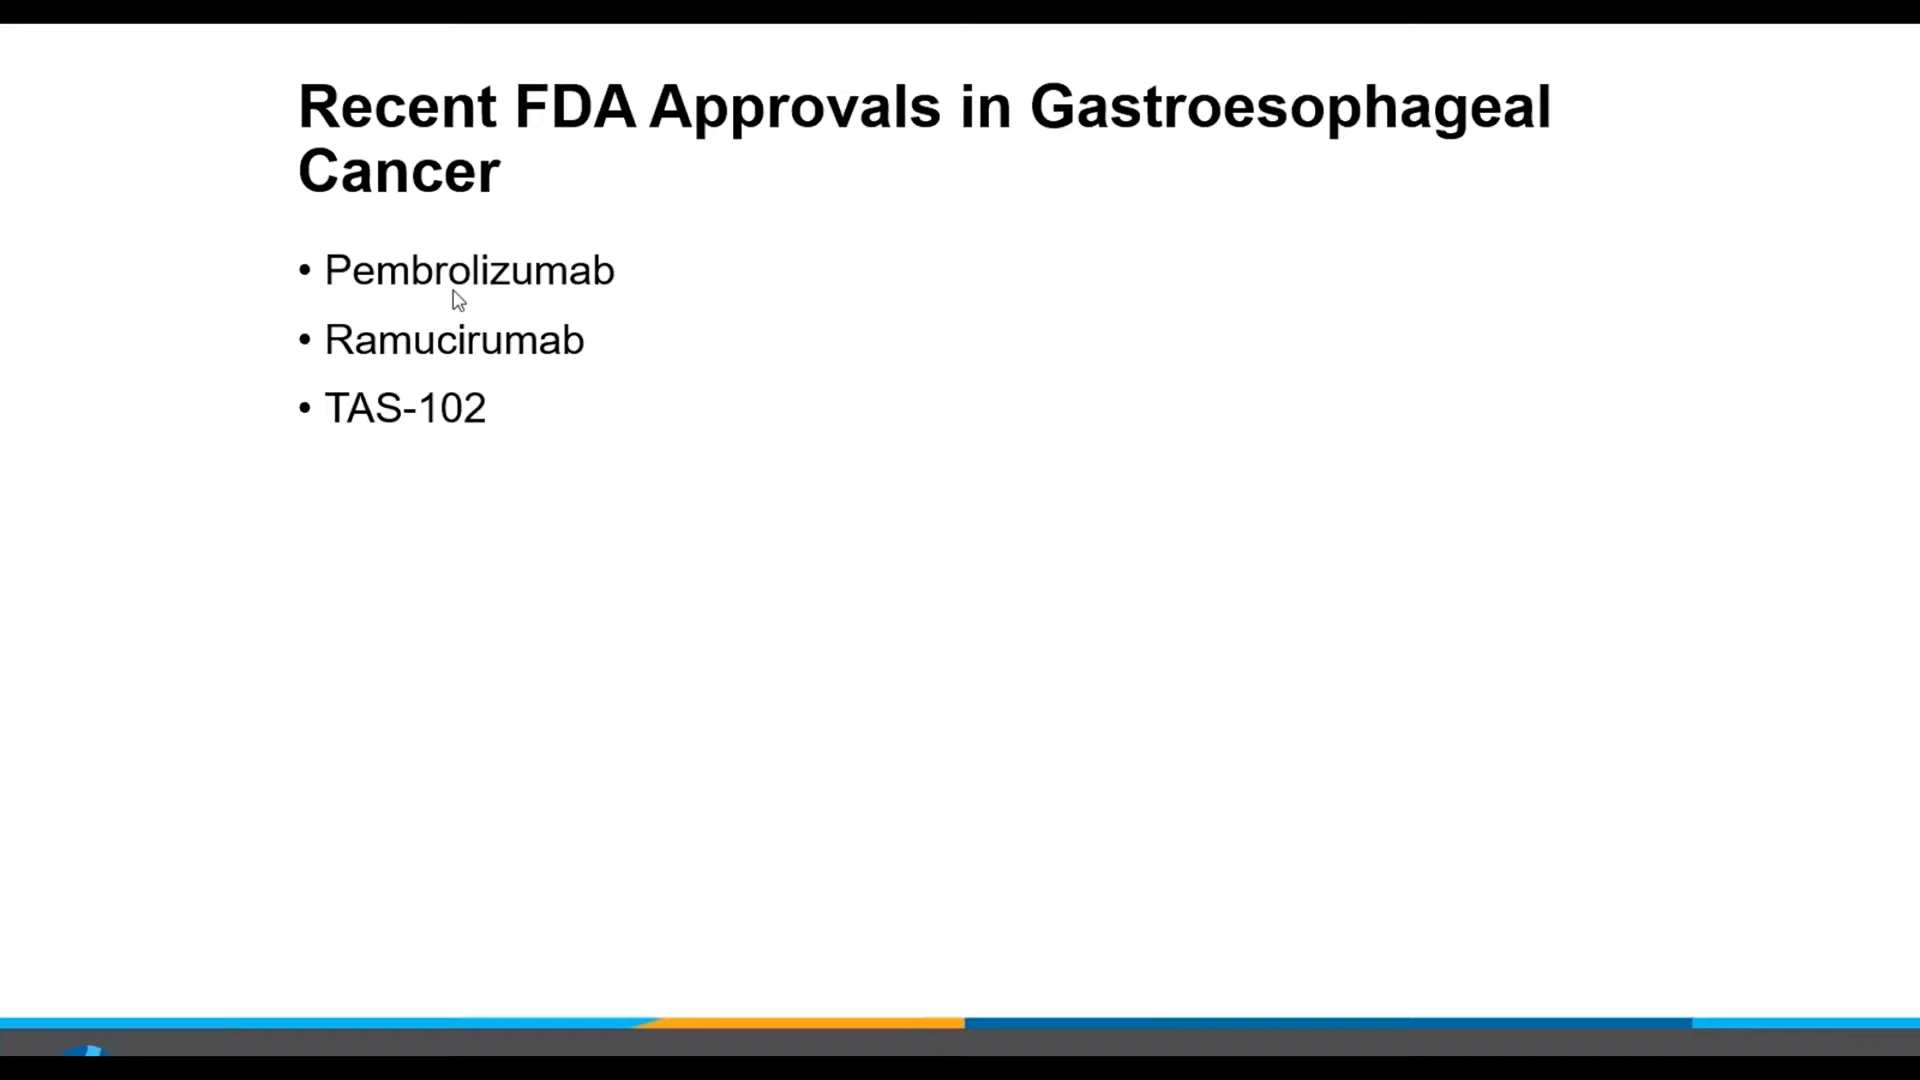 Recent FDA Approvals in Gastroesophageal
Cancer
• Pembrolizumab
• Ramucirumab
• TAS-102